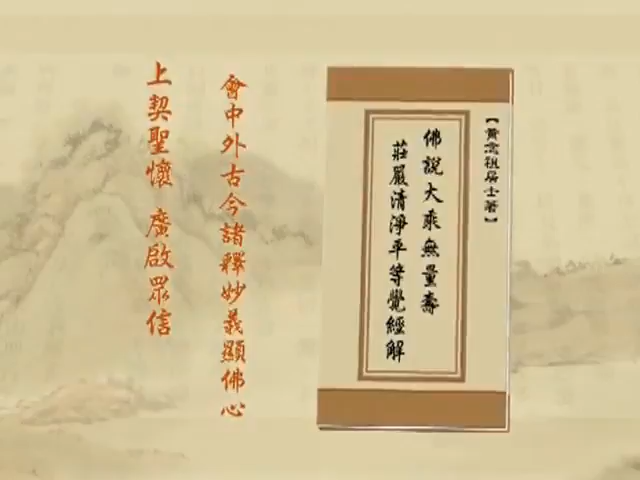 【黃念祖居士著】
佛說大乘無量壽
莊嚴清淨平等覺經解
會中外古今諸釋妙義顯佛心
上契聖懷 廣啟眾信